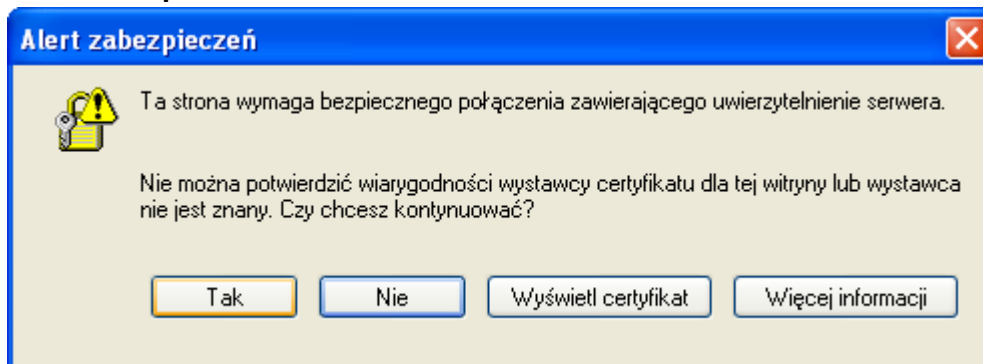 Alert zabezpieczeń
Ta strona wymaga bezpiecznego połączenia zawierającego uwierzytelnienie serwera.
Nie można potwierdzić wiarygodności wystawcy certyfikatu dla tej witryny lub wystawca
nie jest znany. Czy chcesz kontynuować?
Tak Nie Wyświetl certyfikat Więcej informacji